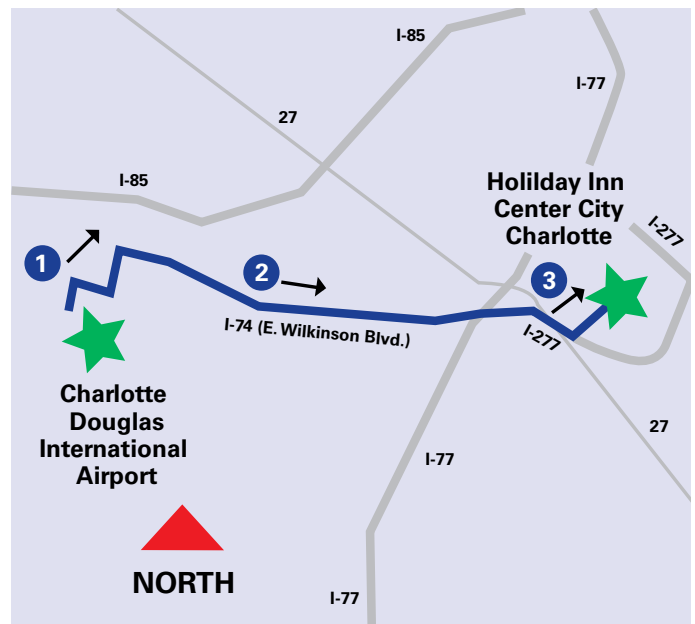 I-85
I-77
27
I-85
Holilday Inn
Center City
Charlotte
I-277
1
2
3
I-74 (E. Wilkinson Blvd.)
I-277
Charlotte
Douglas
International
Airport
27
I-77
NORTH
I-77